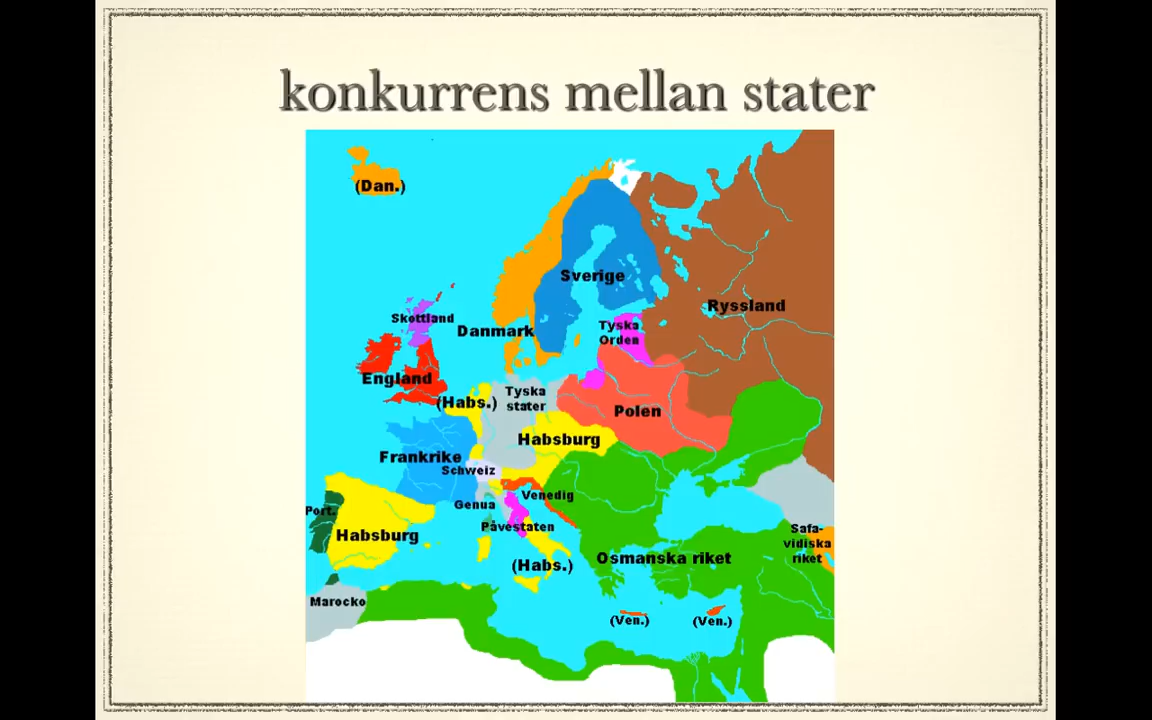 konkurrens mellan stater
(Dan.)
Sverige
Ryssland
Skottland
Danmark
Tyska
Orden
England
(Habs.)
Tyska
stater
Polen
Habsburg
Frankrike
Schweiz
Venedig
Genua
Port.
Påvestaten
Habsburg
Safa-
vidiska
riket
Osmanska riket
(Habs.)
Marocko
(Ven.)
(Ven.)